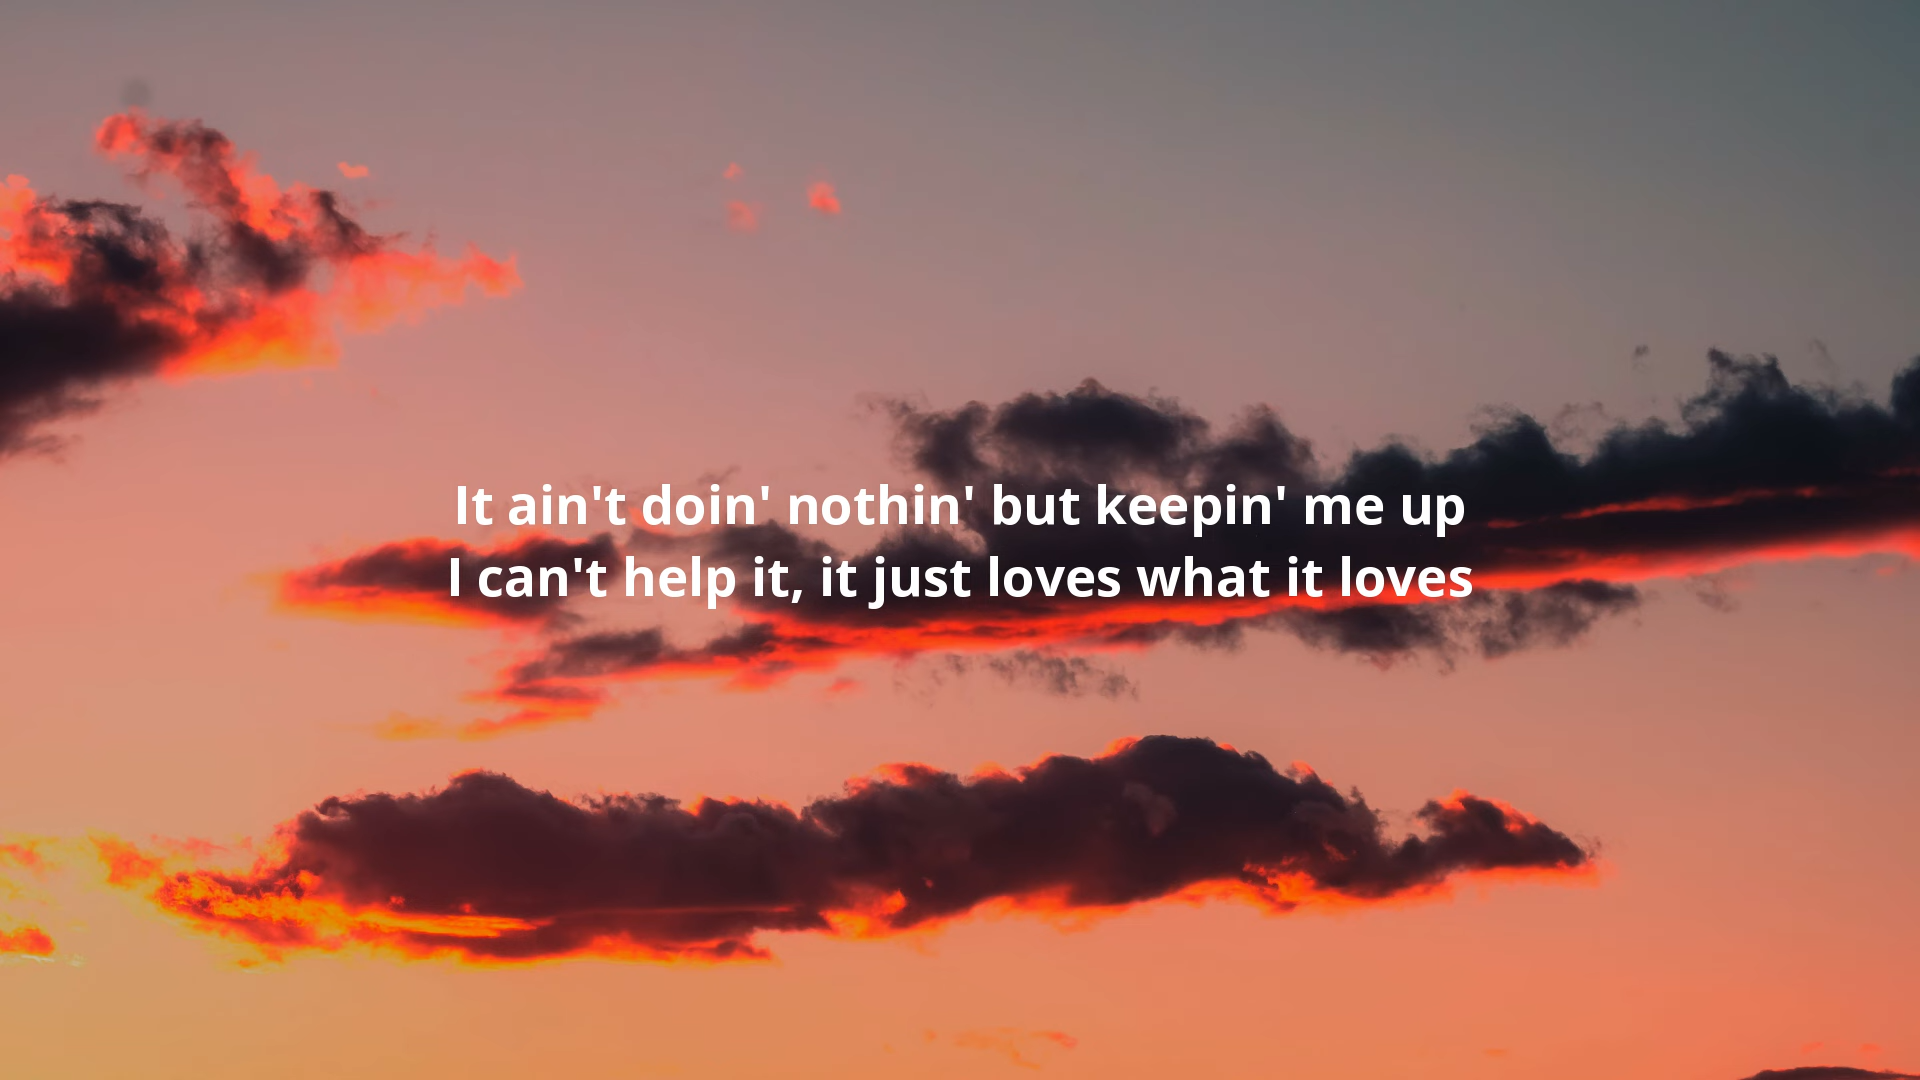 It ain't doin' nothin' but keepin' me up
I can't help it, it just loves what it loves